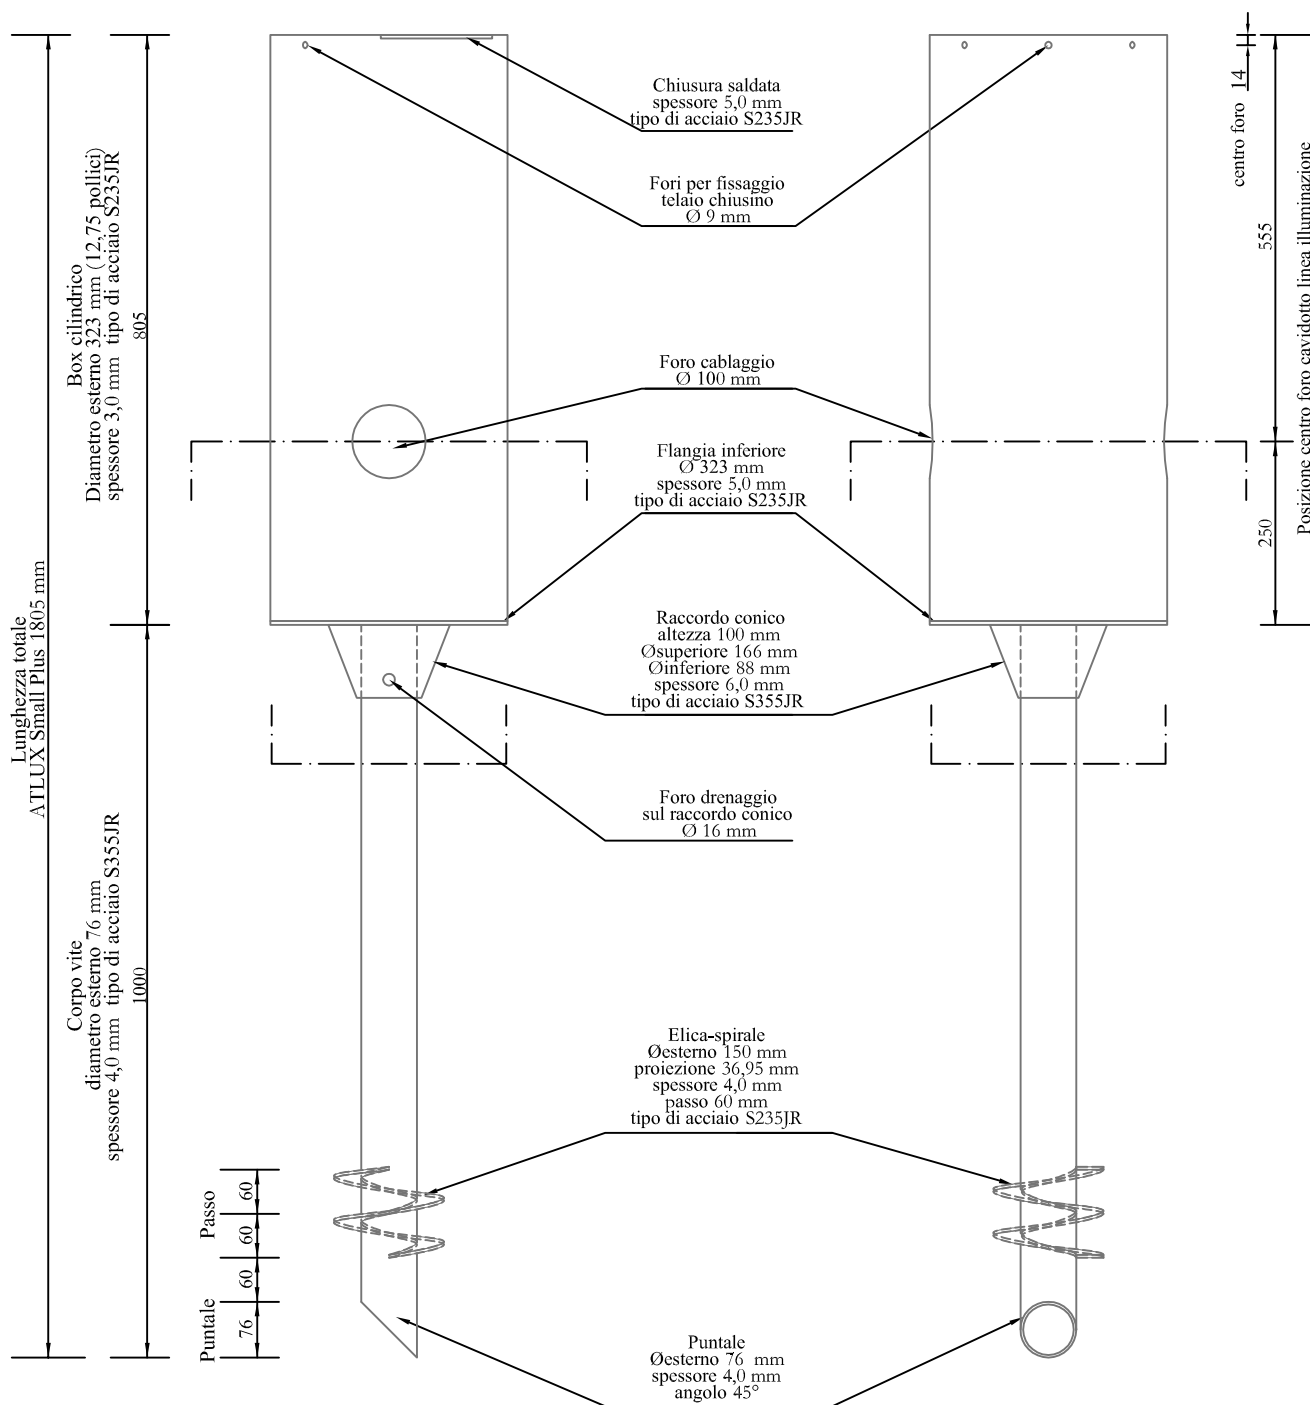 Chiusura saldata
spessore 5,0 mm
tipo di acciaio S235JR
Fori per fissaggio
telaio chiusino
Ø 9 mm
Foro cablaggio
Ø 100 mm
Flangia inferiore
Ø 323 mm
spessore 5,0 mm
tipo di acciaio S235JR
Raccordo conico
altezza 100 mm
Øsuperiore 166 mm
Øinferiore 88 mm
spessore 6,0 mm
tipo di acciaio S355JR
Foro drenaggio
sul raccordo conico
Ø 16 mm
Elica-spirale
Øesterno 150 mm
proiezione 36,95 mm
spessore 4,0 mm
passo 60 mm
tipo di acciaio S235JR
Puntale
Øesterno 76 mm
spessore 4,0 mm
angolo 45°
Lunghezza totale
ATLUX Small Plus 1805 mm
Box cilindrico
Diametro esterno 323 mm (12,75 pollici)
spessore 3,0 mm tipo di acciaio S235JR
805
Corpo vite
diametro esterno 76 mm
spessore 4,0 mm tipo di acciaio S355JR
1000
Passo
60
60
60
Puntale
76
centro foro 14
555
250
Posizione centro foro cavidotto linea illuminazione